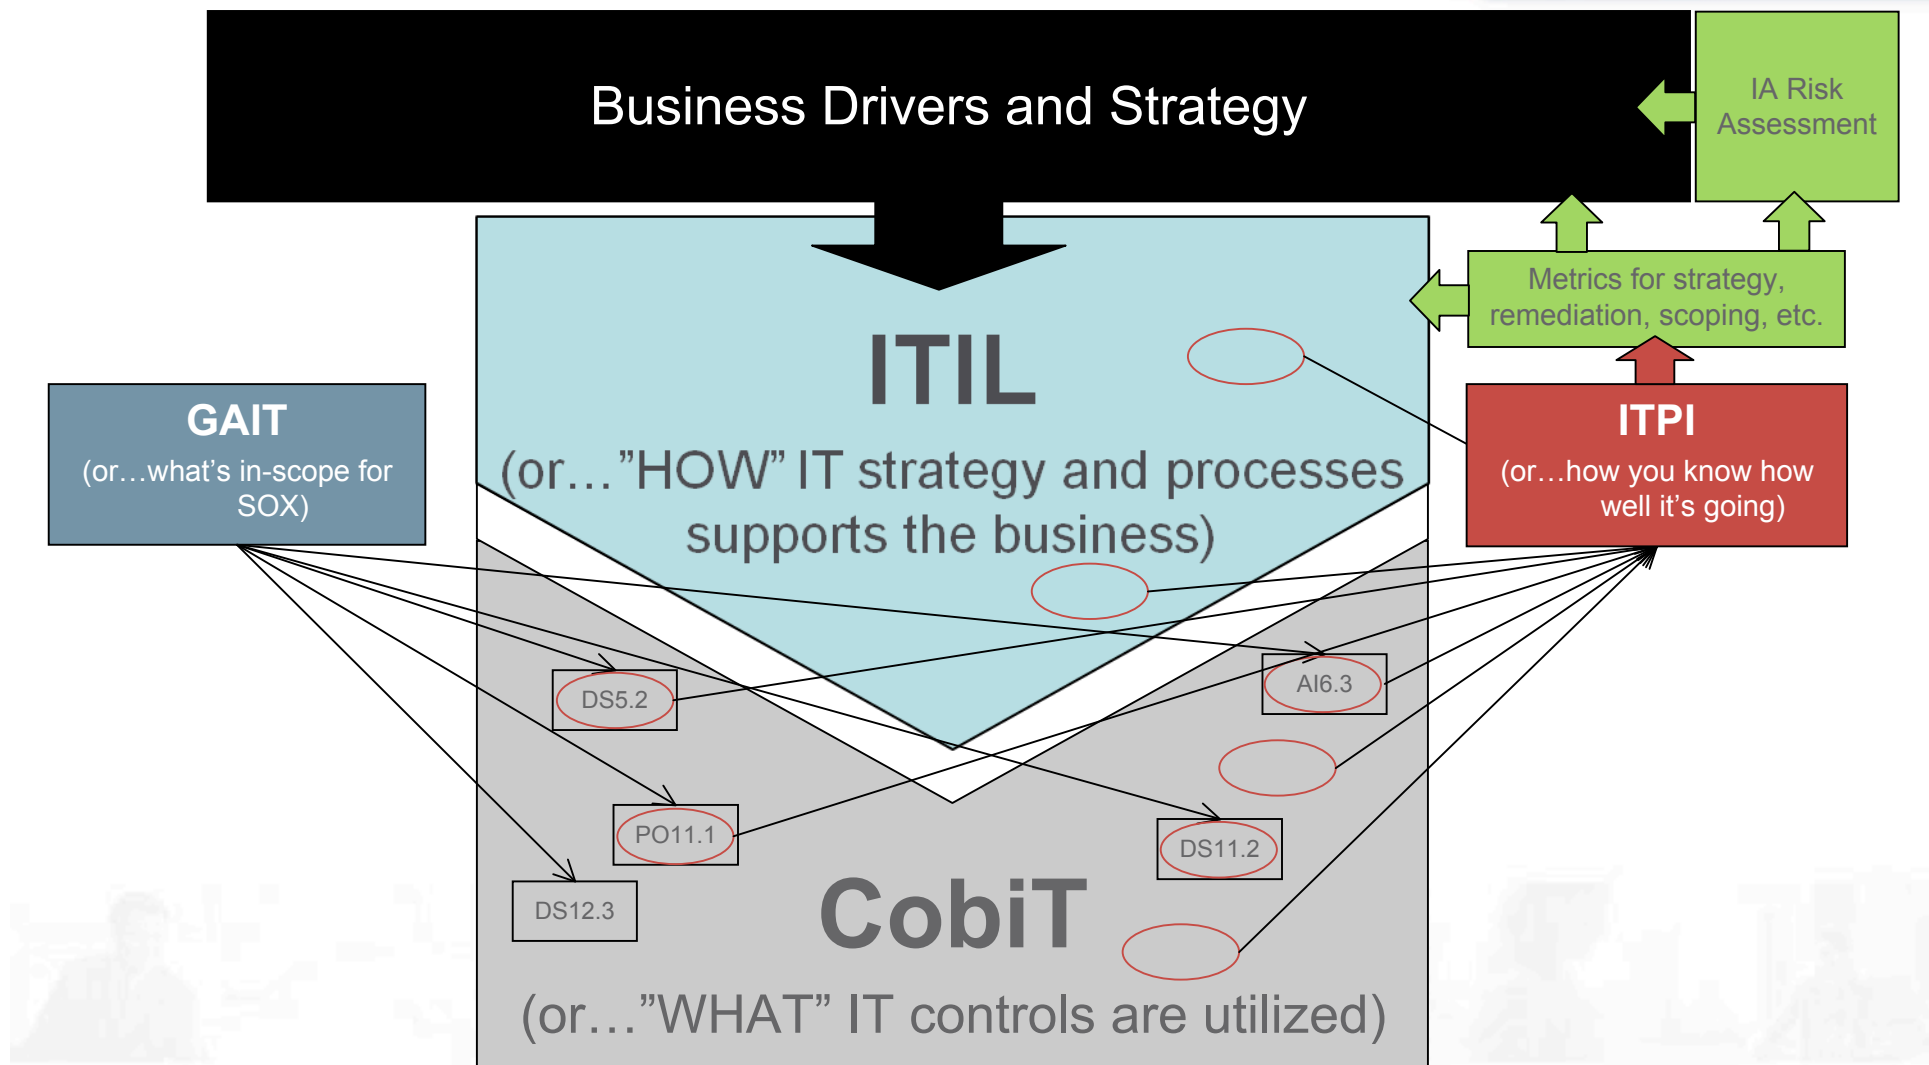 Business Drivers and Strategy
IA Risk
Assessment
Metrics for strategy,
remediation, scoping, etc.
ITIL
(or…”HOW” IT strategy and processes
supports the business)
GAIT
(or…what’s in-scope for
SOX)
ITPI
(or…how you know how
well it’s going)
DS5.2
AI6.3
PO11.1
DS11.2
DS12.3
CobiT
(or…”WHAT” IT controls are utilized)